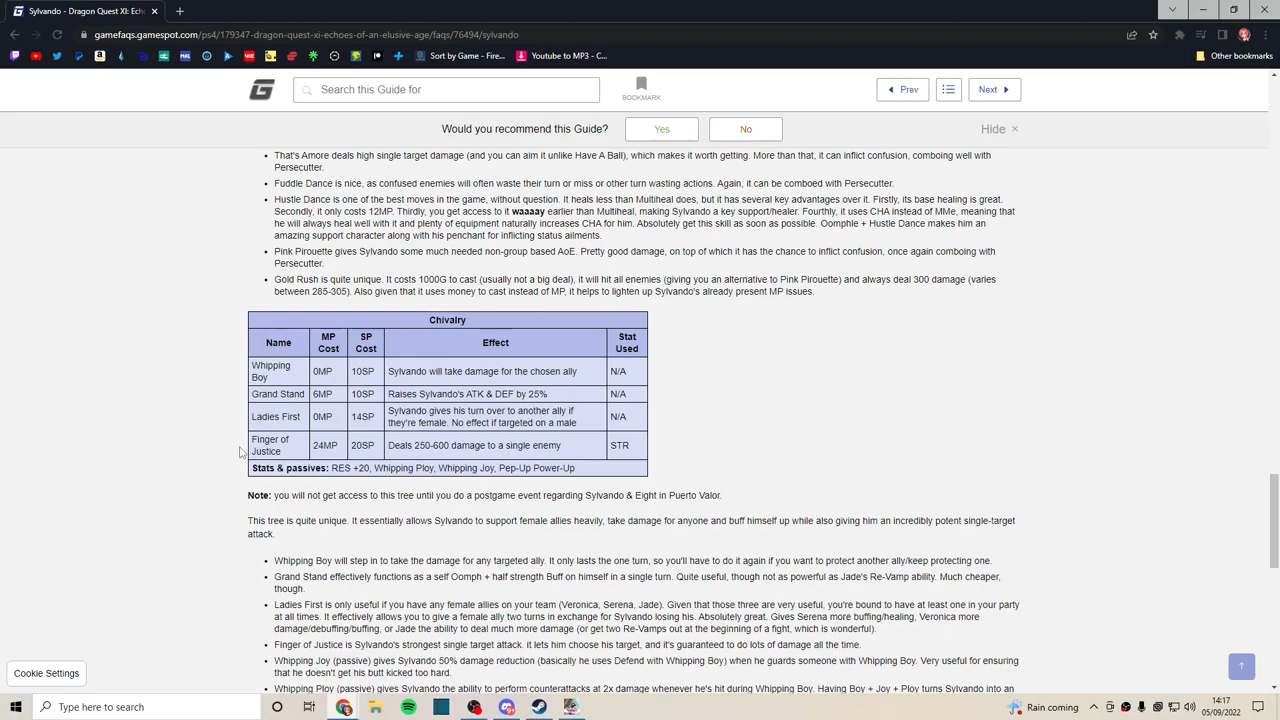 Sylvando - Dragon Quest XI: Ech
gamefaqs.gamespot.com/ps4/179347-dragon-quest-xi-echoes-of-an-elusive-age/faqs/76494/sylvando
Sort by Game - Fire...
Youtube to MP3 - C...
Other bookmarks
Search this Guide for
BOOKMARK
Prev
Next
Would you recommend this Guide?
Yes
No
Hide ×
• That's Amore deals high single target damage (and you can aim it unlike Have A Ball), which makes it worth getting. More than that, it can inflict confusion, comboing well with
Persecutter.
• Fuddle Dance is nice, as confused enemies will often waste their turn or miss or other turn wasting actions. Again, it can be comboed with Persecutter.
• Hustle Dance is one of the best moves in the game, without question. It heals less than Multiheal does, but it has several key advantages over it. Firstly, its base healing is great.
Secondly, it only costs 12MP. Thirdly, you get access to it waaaay earlier than Multiheal, making Sylvando a key support/healer. Fourthly, it uses CHA instead of MMe, meaning that
he will always heal well with it and plenty of equipment naturally increases CHA for him. Absolutely get this skill as soon as possible. Oomphle + Hustle Dance makes him an
amazing support character along with his penchant for inflicting status ailments.
• Pink Pirouette gives Sylvando some much needed non-group based AoE. Pretty good damage, on top of which it has the chance to inflict confusion, once again comboing with
Persecutter.
• Gold Rush is quite unique. It costs 1000G to cast (usually not a big deal), it will hit all enemies (giving you an alternative to Pink Pirouette) and always deal 300 damage (varies
between 285-305). Also given that it uses money to cast instead of MP, it helps to lighten up Sylvando's already present MP issues.
Chivalry
Name MP Cost SP Cost Effect Stat Used
Whipping Boy 0MP 10SP Sylvando will take damage for the chosen ally N/A
Grand Stand 6MP 10SP Raises Sylvando's ATK & DEF by 25% N/A
Ladies First 0MP 14SP Sylvando gives his turn over to another ally if they're female. No effect if targeted on a male N/A
Finger of Justice 24MP 20SP Deals 250-600 damage to a single enemy STR
Stats & passives: RES +20, Whipping Ploy, Whipping Joy, Pep-Up Power-Up
Note: you will not get access to this tree until you do a postgame event regarding Sylvando & Eight in Puerto Valor.
This tree is quite unique. It essentially allows Sylvando to support female allies heavily, take damage for anyone and buff himself up while also giving him an incredibly potent single-target
attack.
• Whipping Boy will step in to take the damage for any targeted ally. It only lasts the one turn, so you'll have to do it again if you want to protect another ally/keep protecting one.
• Grand Stand effectively functions as a self Oomph + half strength Buff on himself in a single turn. Quite useful, though not as powerful as Jade's Re-Vamp ability. Much cheaper,
though.
• Ladies First is only useful if you have any female allies on your team (Veronica, Serena, Jade). Given that those three are very useful, you're bound to have at least one in your party
at all times. It effectively allows you to give a female ally two turns in exchange for Sylvando losing his. Absolutely great. Gives Serena more buffing/healing, Veronica more
damage/debuffing/buffing, or Jade the ability to deal much more damage (or get two Re-Vamps out at the beginning of a fight, which is wonderful).
• Finger of Justice is Sylvando's strongest single target attack. it lets him choose his target, and it's guaranteed to do lots of damage all the time.
• Whipping Joy (passive) gives Sylvando 50% damage reduction (basically he uses Defend with Whipping Boy) when he guards someone with Whipping Boy. Very useful for ensuring
that he doesn't get his butt kicked too hard.
• Whipping Ploy (passive) gives Sylvando the ability to perform counterattacks at 2x damage whenever he's hit during Whipping Boy. Having Boy + Joy + Ploy turns Sylvando into an
Cookie Settings
Type here to search
Rain coming
14:17
05/09/2022